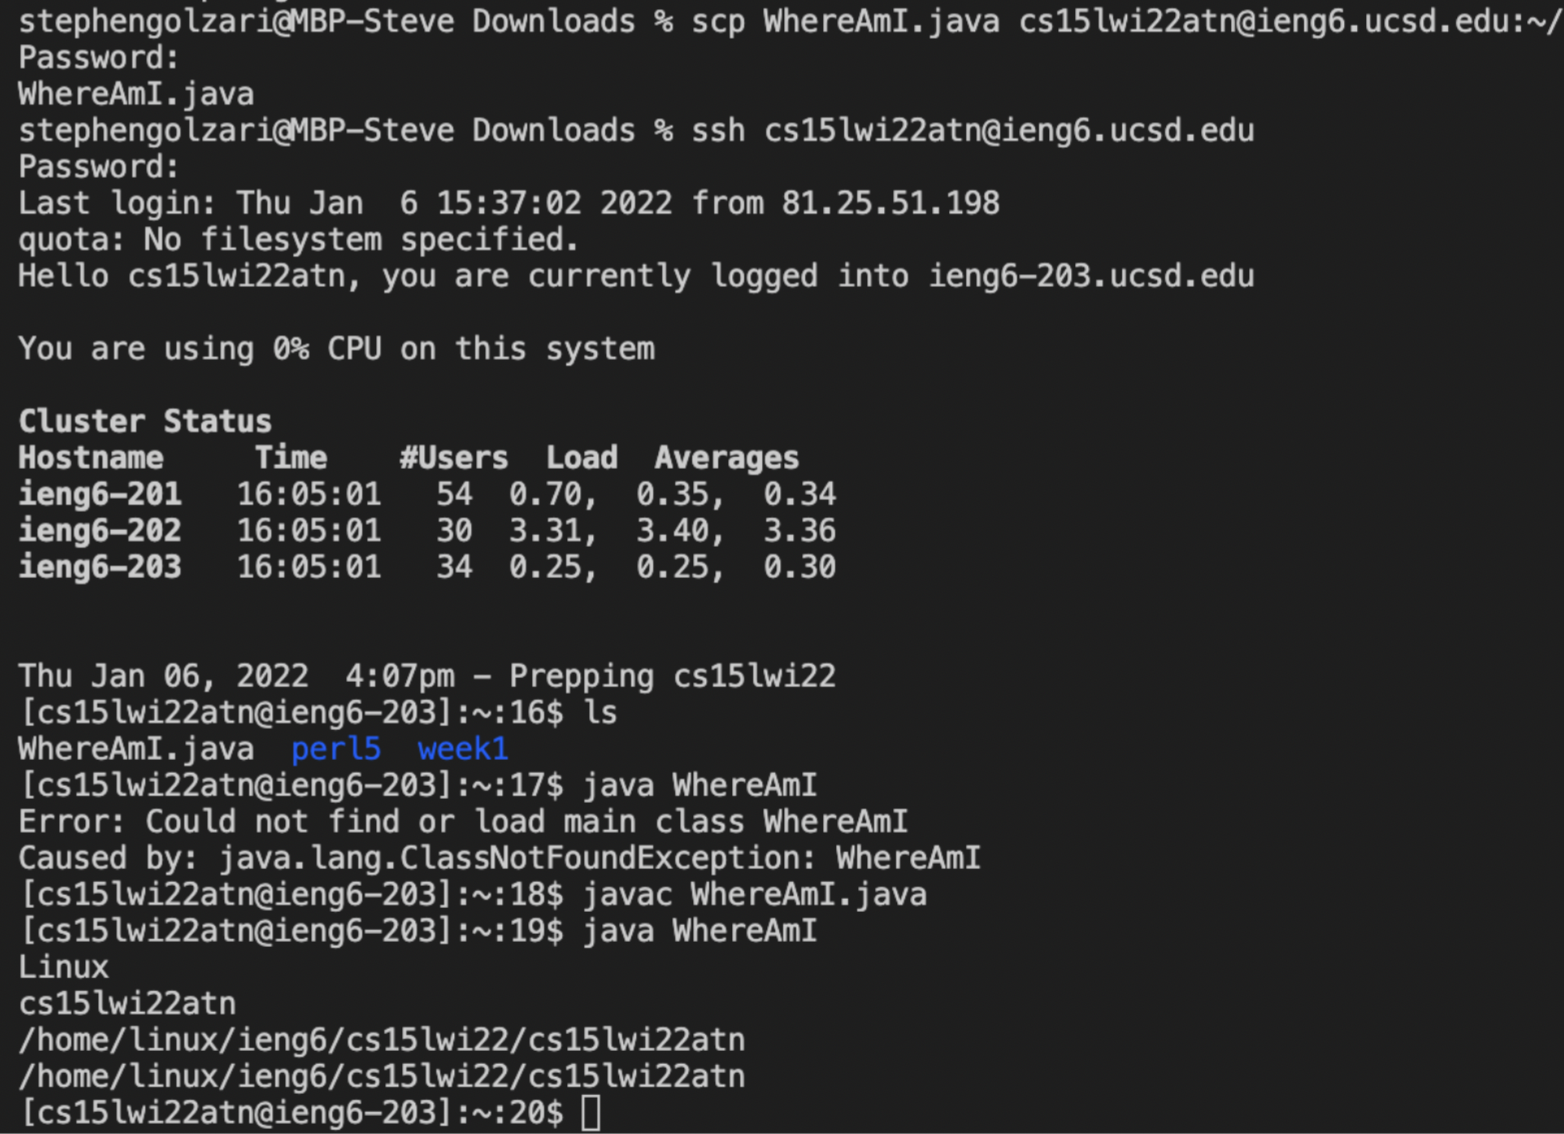 stephengolzari@MBP-Steve Downloads % scp WhereAmI.java cs15lwi22atn@ieng6.ucsd.edu:~/
Password:
WhereAmI.java
stephengolzari@MBP-Steve Downloads % ssh cs15lwi22atn@ieng6.ucsd.edu
Password:
Last login: Thu Jan  6 15:37:02 2022 from 81.25.51.198
quota: No filesystem specified.
Hello cs15lwi22atn, you are currently logged into ieng6-203.ucsd.edu
You are using 0% CPU on this system
Cluster Status
Hostname     Time    #Users  Load  Averages
ieng6-201   16:05:01   54  0.70,  0.35,  0.34
ieng6-202   16:05:01   30  3.31,  3.40,  3.36
ieng6-203   16:05:01   34  0.25,  0.25,  0.30
Thu Jan 06, 2022  4:07pm - Prepping cs15lwi22
[cs15lwi22atn@ieng6-203]:~:16$ ls
WhereAmI.java  perl5  week1
[cs15lwi22atn@ieng6-203]:~:17$ java WhereAmI
Error: Could not find or load main class WhereAmI
Caused by: java.lang.ClassNotFoundException: WhereAmI
[cs15lwi22atn@ieng6-203]:~:18$ javac WhereAmI.java
[cs15lwi22atn@ieng6-203]:~:19$ java WhereAmI
Linux
cs15lwi22atn
/home/linux/ieng6/cs15lwi22/cs15lwi22atn
/home/linux/ieng6/cs15lwi22/cs15lwi22atn
[cs15lwi22atn@ieng6-203]:~:20$